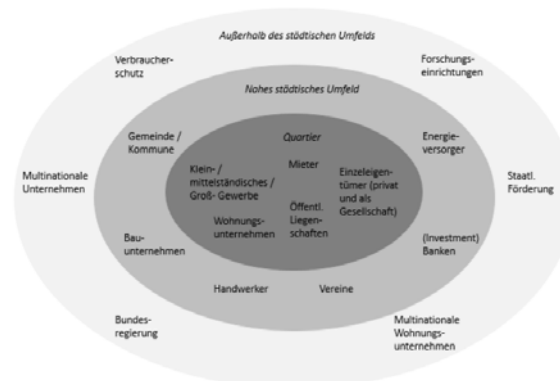 Außerhalb des städtischen Umfelds
Verbraucher-
schutz
Forschungs-
einrichtungen
Nahes städtisches Umfeld
Gemeinde /
Kommune
Quartier
Energie-
versorger
Multinationale
Unternehmen
Klein- /
mittelständisches /
Groß- Gewerbe
Mieter
Einzeleigen-
tümer (privat
und als
Gesellschaft)
Staatl.
Förderung
Wohnungs-
unternehmen
Öffentl.
Liegen-
schaften
Bau-
unternehmen
(Investment)
Banken
Handwerker
Vereine
Bundes-
regierung
Multinationale
Wohnungs-
unternehmen